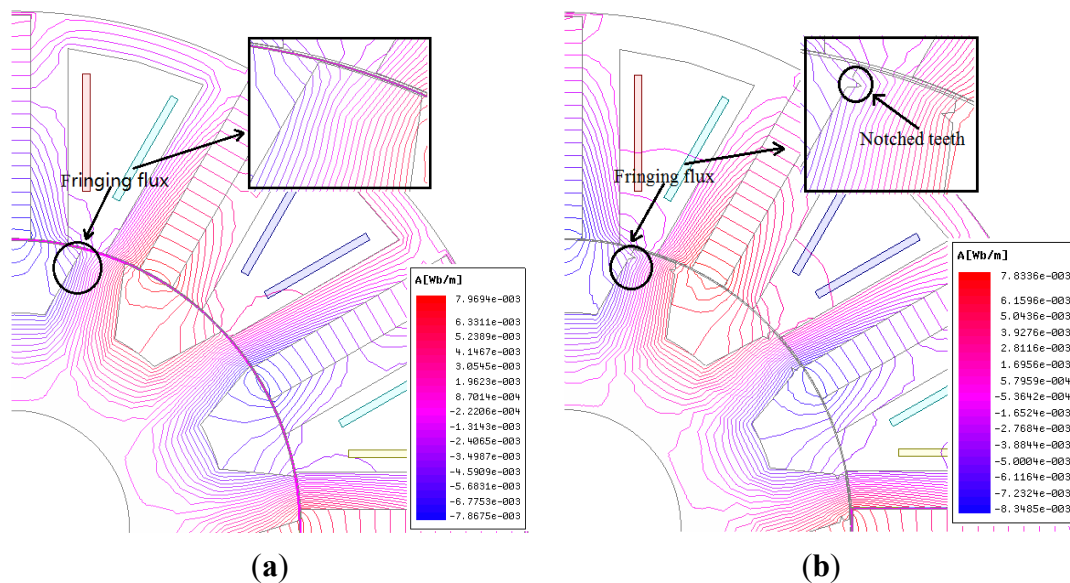 Fringing flux
A[Wb/m]
7.9694e-003
6.3311e-003
5.2389e-003
4.1467e-003
3.0545e-003
1.9623e-003
8.7014e-004
-2.2206e-004
-1.3143e-003
-2.4065e-003
-3.4987e-003
-4.5909e-003
-5.6831e-003
-6.7753e-003
-7.8675e-003
(a)
Notched teeth
Fringing flux
A[Wb/m]
7.8336e-003
6.1596e-003
5.0436e-003
3.9276e-003
2.8116e-003
1.6956e-003
5.7959e-004
-5.3642e-004
-1.6524e-003
-2.7684e-003
-3.8844e-003
-5.0004e-003
-6.1164e-003
-7.2324e-003
-8.3485e-003
(b)